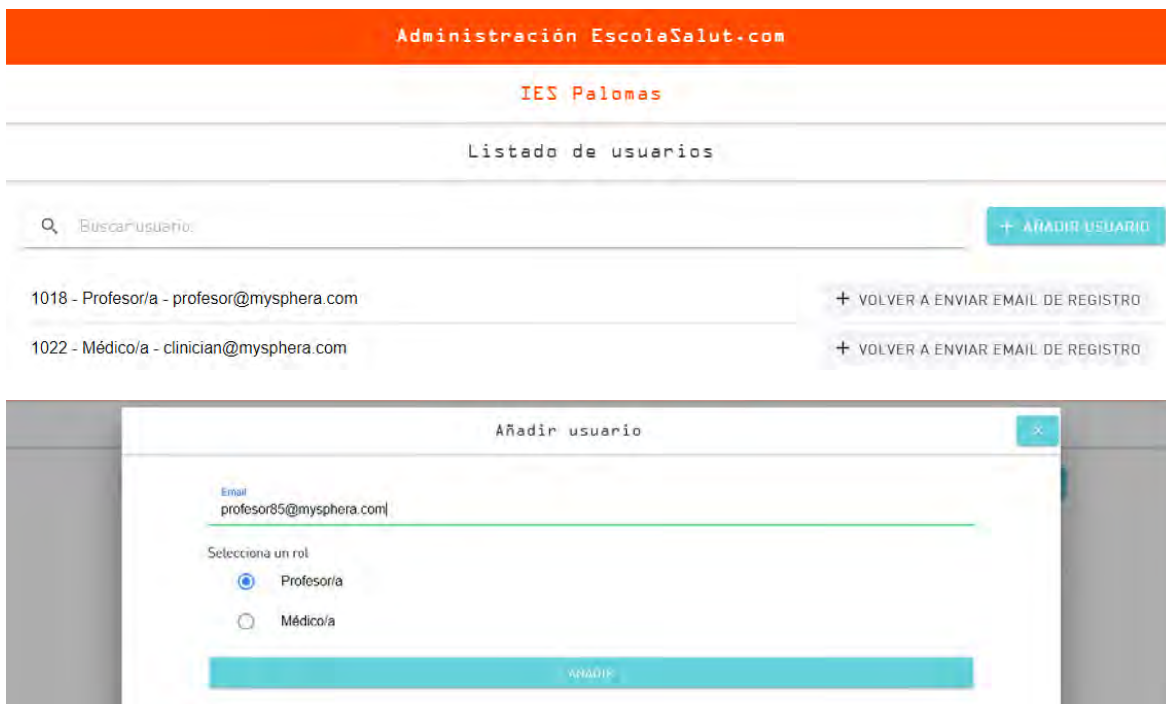 Administración EscolaSalut.com
IES Palomas
Listado de usuarios
Buscar usuario.
+ AÑADIR USUARIO
1018 - Profesor/a - profesor@mysphera.com
+ VOLVER A ENVIAR EMAIL DE REGISTRO
1022 - Médico/a - clinician@mysphera.com
+ VOLVER A ENVIAR EMAIL DE REGISTRO
Añadir usuario
Email
profesor85@mysphera.com
Selecciona un rol
Profesor/a
Médico/a
AÑADIR